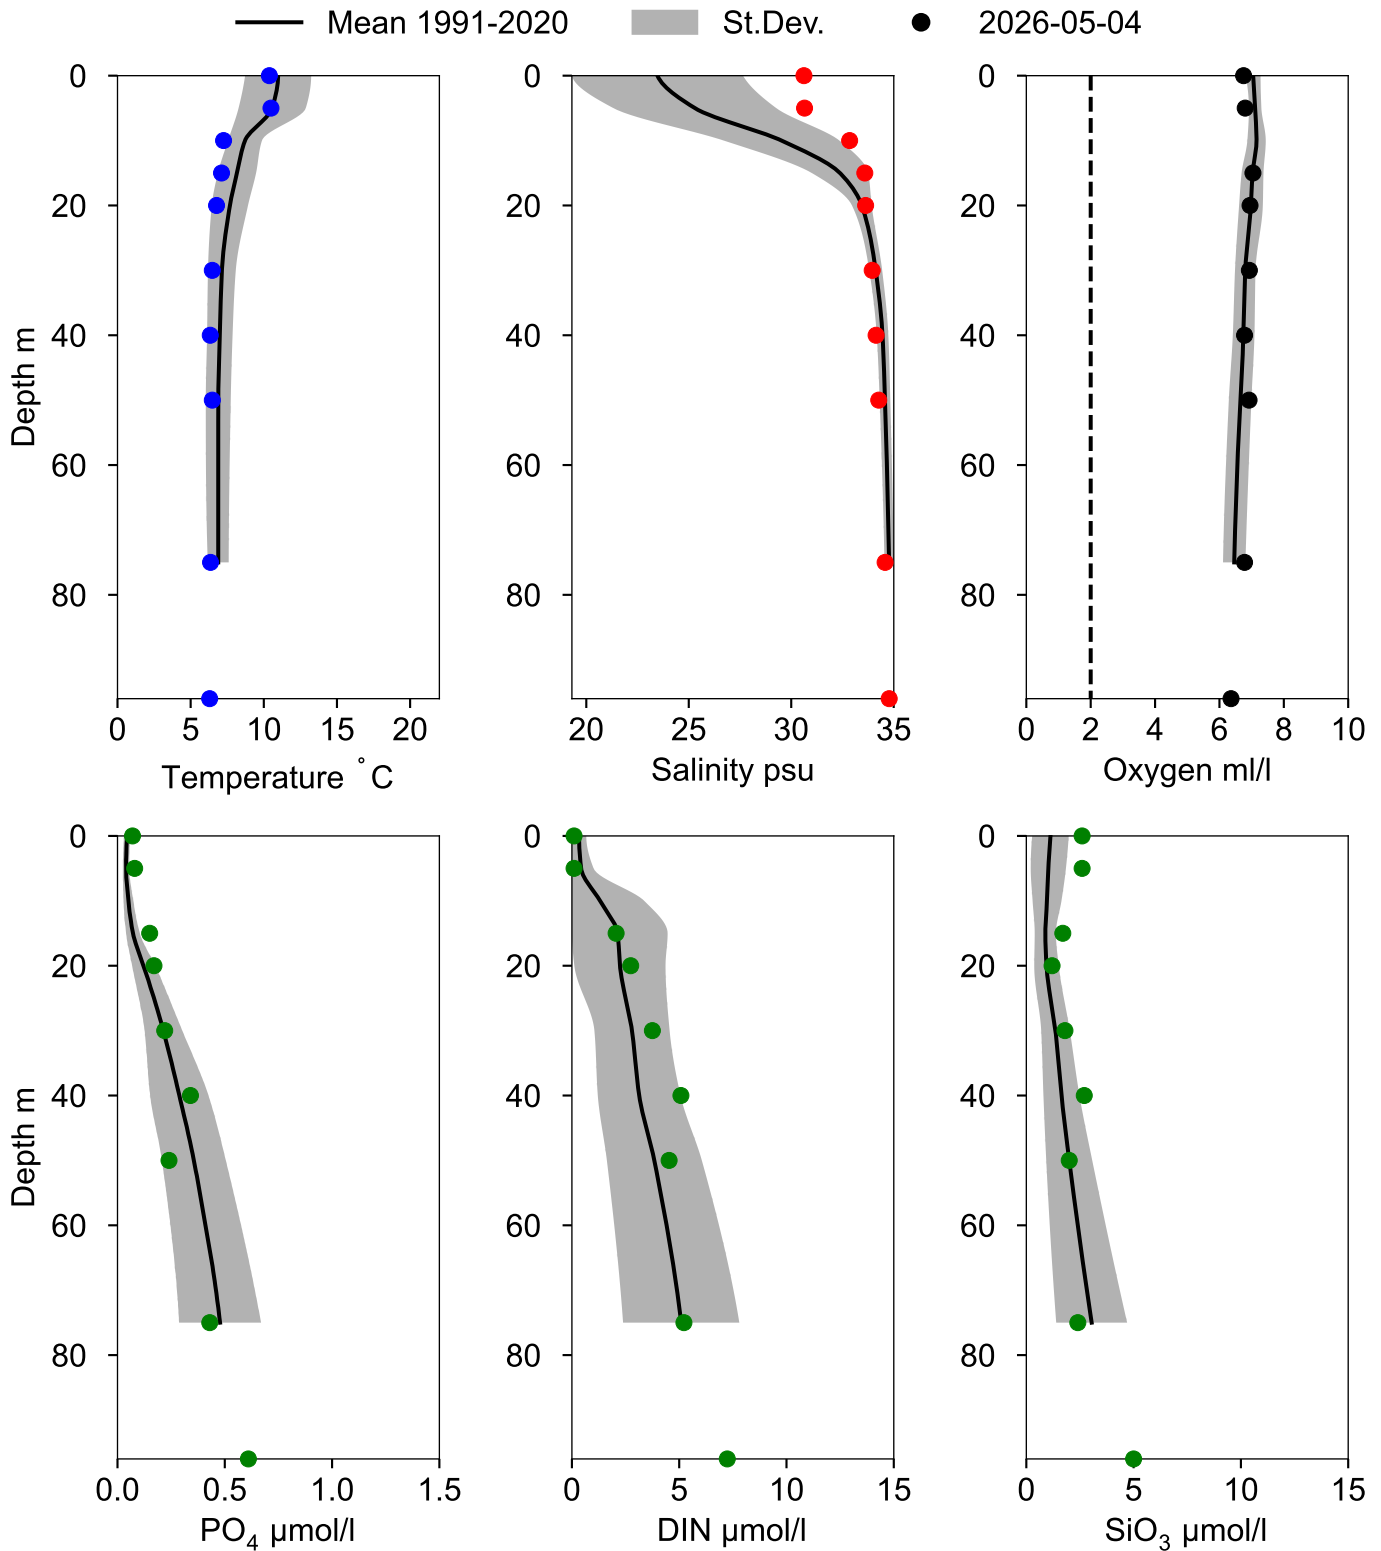 Mean 1991-2020 St.Dev. 2026-05-04
0 0 0
20 20 20
40 40 40
60 60 60
80 80 80
Depth m
0 5 10 15 20 20 25 30 35 0 2 4 6 8 10
Temperature °C Salinity psu Oxygen ml/l
0 0 0
20 20 20
40 40 40
60 60 60
80 80 80
Depth m
0.0 0.5 1.0 1.5 0 5 10 15 0 5 10 15
PO4 µmol/l DIN µmol/l SiO3 µmol/l